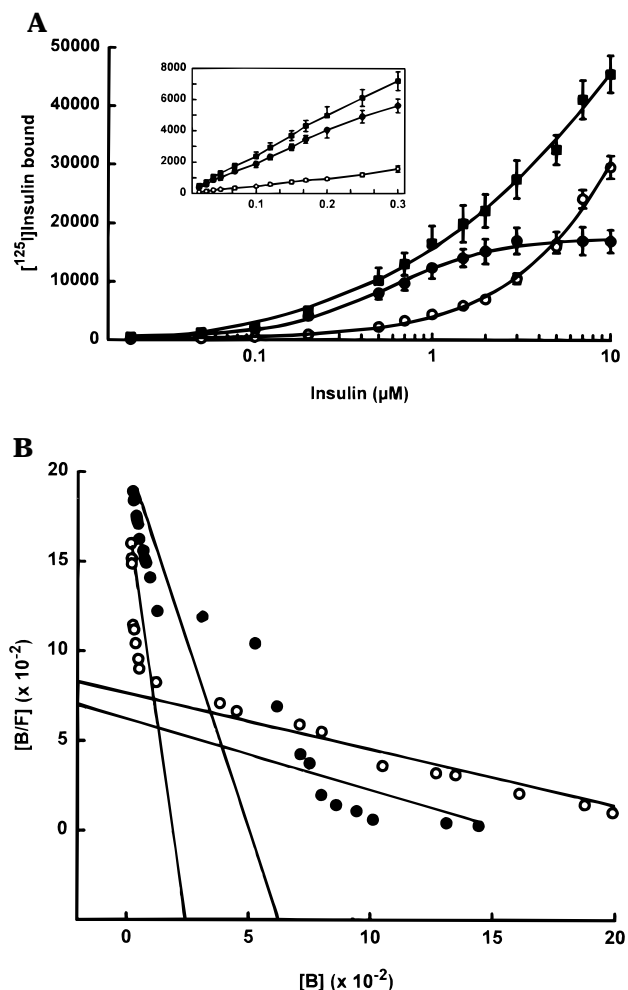 A
50000
40000
30000
20000
10000
0
[¹²⁵I]Insulin bound
8000
6000
4000
2000
0
0.1 0.2 0.3
0.1 1 10
Insulin (µM)
B
20
15
10
5
0
[B/F] (x 10⁻²)
0 5 10 15 20
[B] (x 10⁻²)